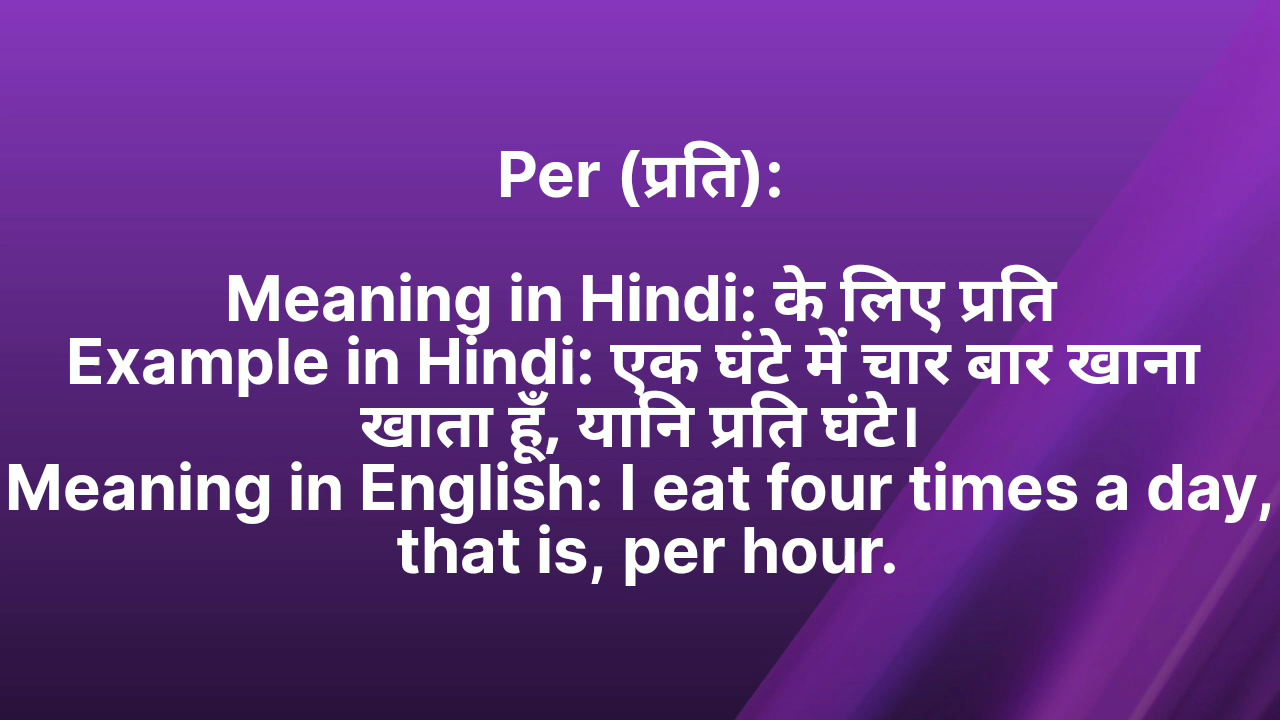 Per (प्रति):
Meaning in Hindi: के लिए प्रति
Example in Hindi: एक घंटे में चार बार खाना
खाता हूँ, यानि प्रति घंटे।
Meaning in English: I eat four times a day,
that is, per hour.